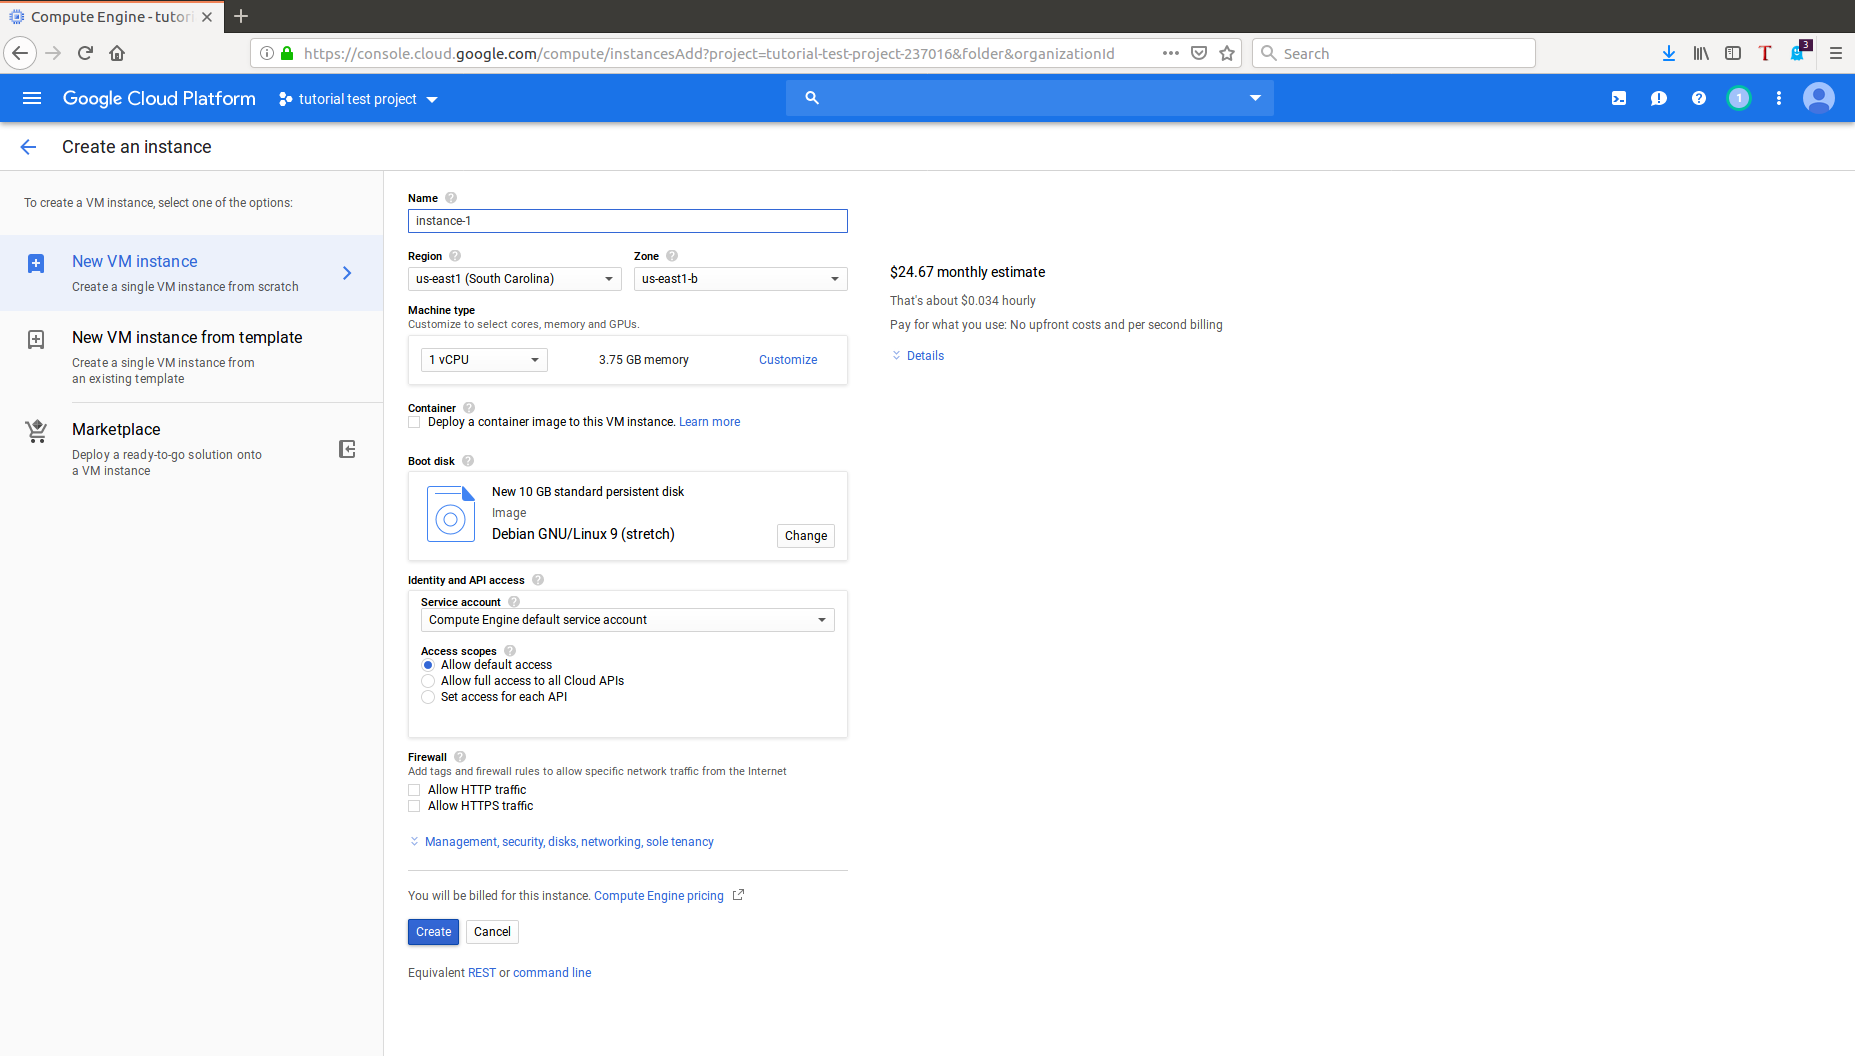 Compute Engine - tutori
https://console.cloud.google.com/compute/instancesAdd?project=tutorial-test-project-237016&folder&organizationId
Search
T
3
Google Cloud Platform
tutorial test project
1
Create an instance
To create a VM instance, select one of the options:
New VM instance
Create a single VM instance from scratch
New VM instance from template
Create a single VM instance from
an existing template
Marketplace
Deploy a ready-to-go solution onto
a VM instance
Name
instance-1
Region Zone
us-east1 (South Carolina) us-east1-b
Machine type
Customize to select cores, memory and GPUs.
1 vCPU 3.75 GB memory Customize
Container
Deploy a container image to this VM instance. Learn more
Boot disk
New 10 GB standard persistent disk
Image
Debian GNU/Linux 9 (stretch)
Change
Identity and API access
Service account
Compute Engine default service account
Access scopes
Allow default access
Allow full access to all Cloud APIs
Set access for each API
Firewall
Add tags and firewall rules to allow specific network traffic from the Internet
Allow HTTP traffic
Allow HTTPS traffic
Management, security, disks, networking, sole tenancy
You will be billed for this instance. Compute Engine pricing
Create Cancel
Equivalent REST or command line
$24.67 monthly estimate
That's about $0.034 hourly
Pay for what you use: No upfront costs and per second billing
Details